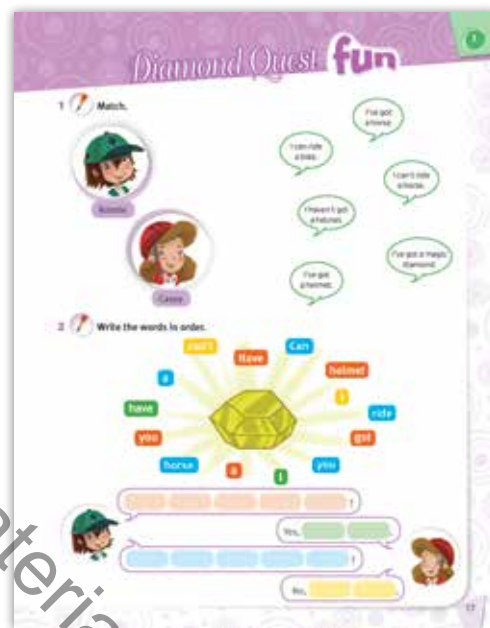 1
Diamond Quest fun
1 Match.
I've got
a horse.
I can ride
a bike.
I can't ride
a horse.
I haven't got
a helmet.
I've got a magic
diamond.
I've got
a helmet.
Cassie
2 Write the words in order.
can't
Have
Can
helmet
a
I
have
ride
you
got
horse
a
I
you
?
Yes,
?
No,
17